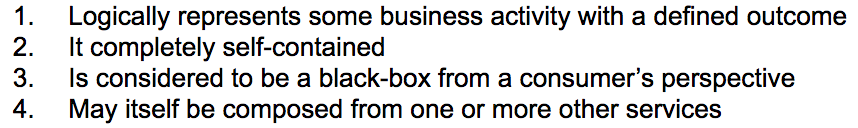 1. Logically represents some business activity with a defined outcome
2. It completely self-contained
3. Is considered to be a black-box from a consumer’s perspective
4. May itself be composed from one or more other services